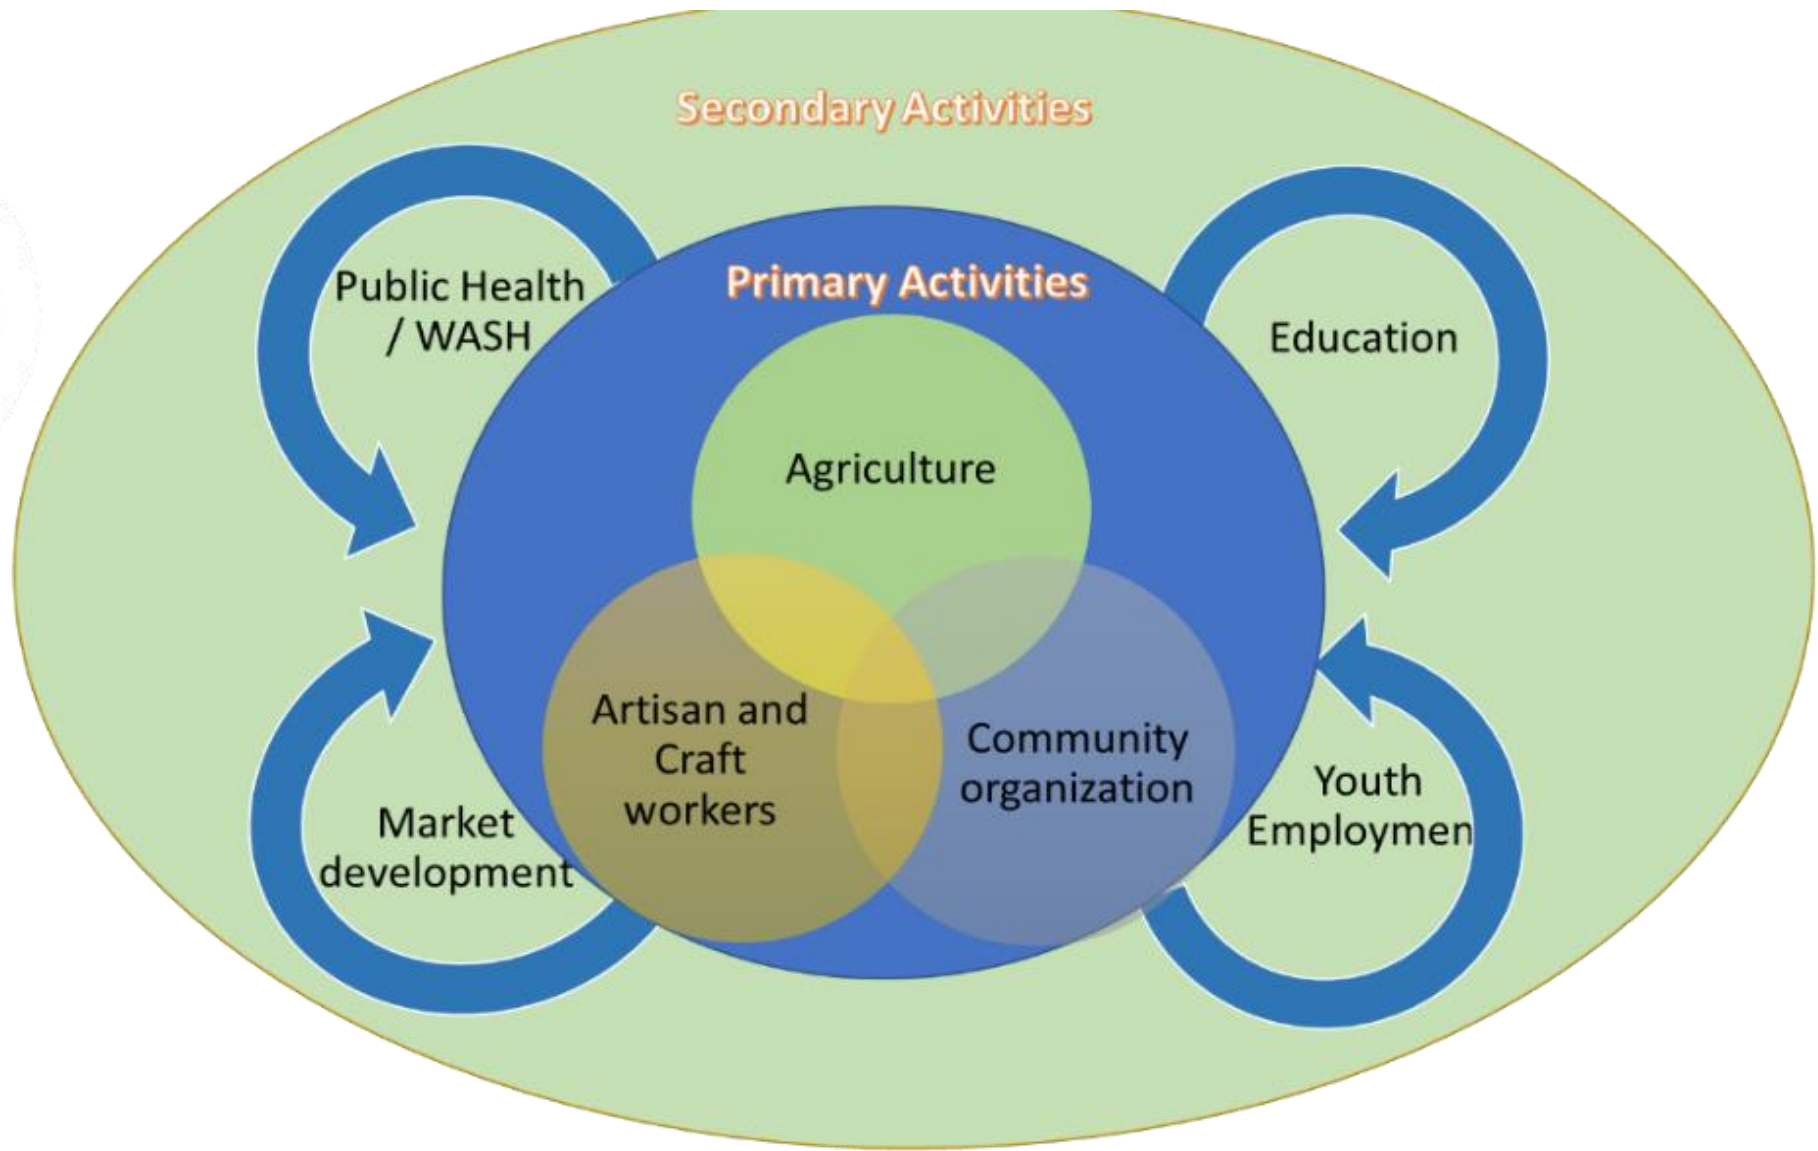 Secondary Activities
Public Health
/ WASH
Primary Activities
Education
Agriculture
Artisan and
Craft
workers
Community
organization
Market
development
Youth
Employmen